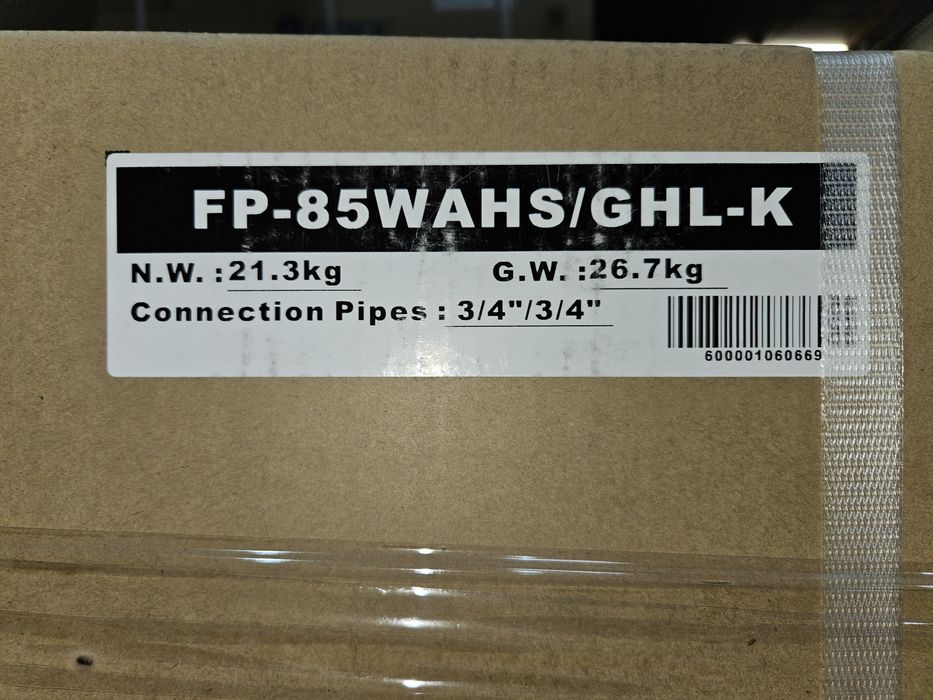 FP-85WAHS/GHL-K
N.W. :21.3kg G.W. :26.7kg
Connection Pipes : 3/4"/3/4"
600001060669